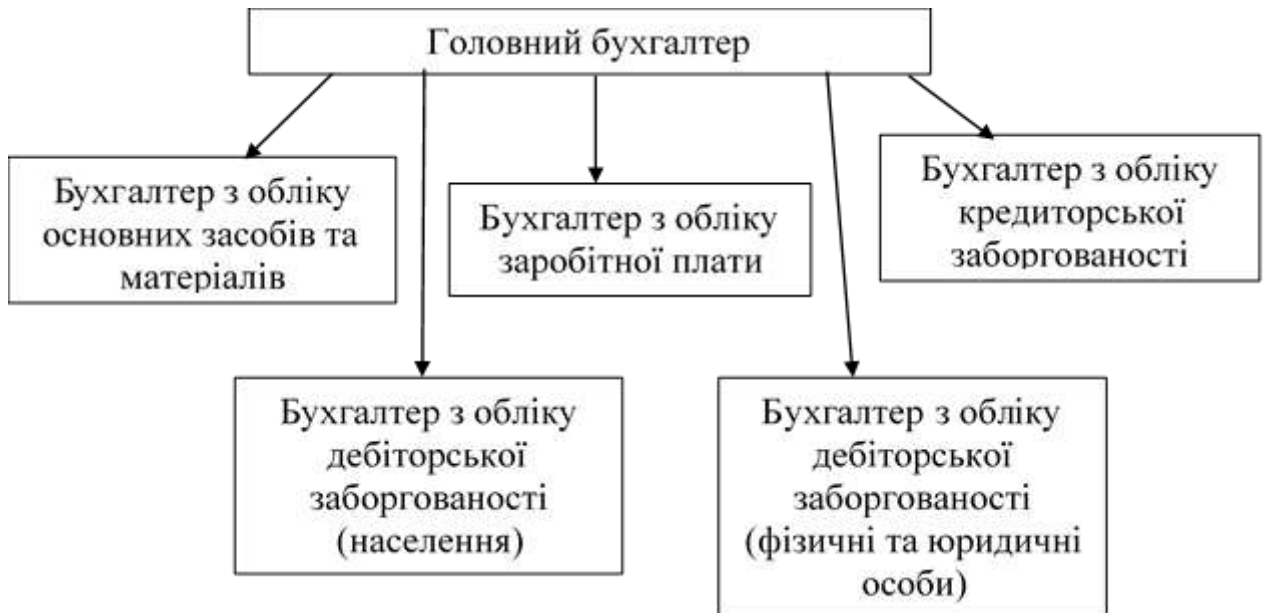 Головний бухгалтер
Бухгалтер з обліку
основних засобів та
матеріалів
Бухгалтер з обліку
заробітної плати
Бухгалтер з обліку
кредиторської
заборгованості
Бухгалтер з обліку
дебіторської
заборгованості
(населення)
Бухгалтер з обліку
дебіторської
заборгованості
(фізичні та юридичні
особи)